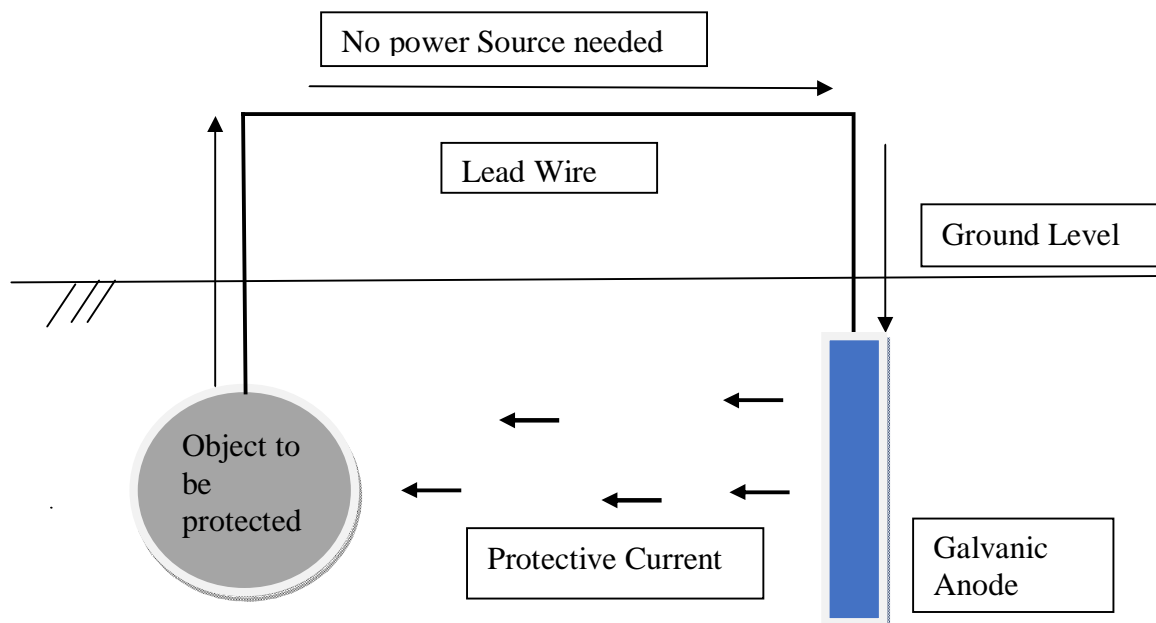 No power Source needed
Lead Wire
Ground Level
Object to
be
protected
Protective Current
Galvanic
Anode